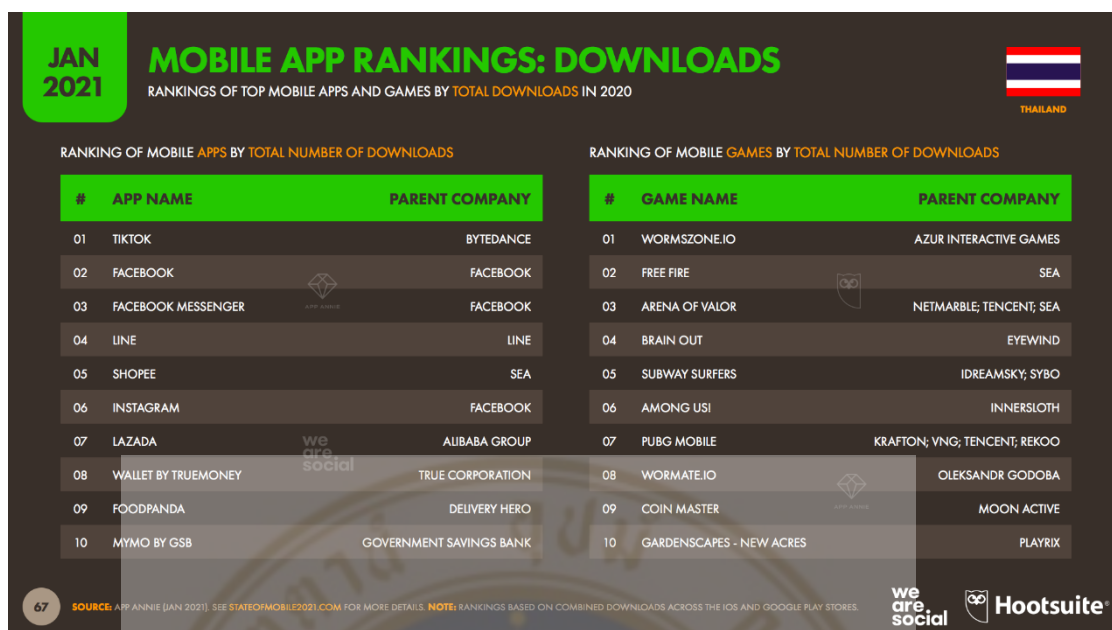 JAN
2021
MOBILE APP RANKINGS: DOWNLOADS
RANKINGS OF TOP MOBILE APPS AND GAMES BY TOTAL DOWNLOADS IN 2020
THAILAND
RANKING OF MOBILE APPS BY TOTAL NUMBER OF DOWNLOADS
# APP NAME PARENT COMPANY
01 TIKTOK BYTEDANCE
02 FACEBOOK FACEBOOK
03 FACEBOOK MESSENGER FACEBOOK
04 LINE LINE
05 SHOPEE SEA
06 INSTAGRAM FACEBOOK
07 LAZADA ALIBABA GROUP
08 WALLET BY TRUEMONEY TRUE CORPORATION
09 FOODPANDA DELIVERY HERO
10 MYMO BY GSB GOVERNMENT SAVINGS BANK
APP ANNIE
we
are
social
RANKING OF MOBILE GAMES BY TOTAL NUMBER OF DOWNLOADS
# GAME NAME PARENT COMPANY
01 WORMSZONE.IO AZUR INTERACTIVE GAMES
02 FREE FIRE SEA
03 ARENA OF VALOR NETMARBLE; TENCENT; SEA
04 BRAIN OUT EYEWIND
05 SUBWAY SURFERS IDREAMSKY; SYBO
06 AMONG US! INNERSLOTH
07 PUBG MOBILE KRAFTON; VNG; TENCENT; REKOO
08 WORMATE.IO OLEKSANDR GODOBA
09 COIN MASTER MOON ACTIVE
10 GARDENSCAPES - NEW ACRES PLAYRIX
APP ANNIE
67
SOURCE: APP ANNIE (JAN 2021). SEE STATEOFMOBILE2021.COM FOR MORE DETAILS. NOTE: RANKINGS BASED ON COMBINED DOWNLOADS ACROSS THE IOS AND GOOGLE PLAY STORES.
we
are
social
Hootsuite®